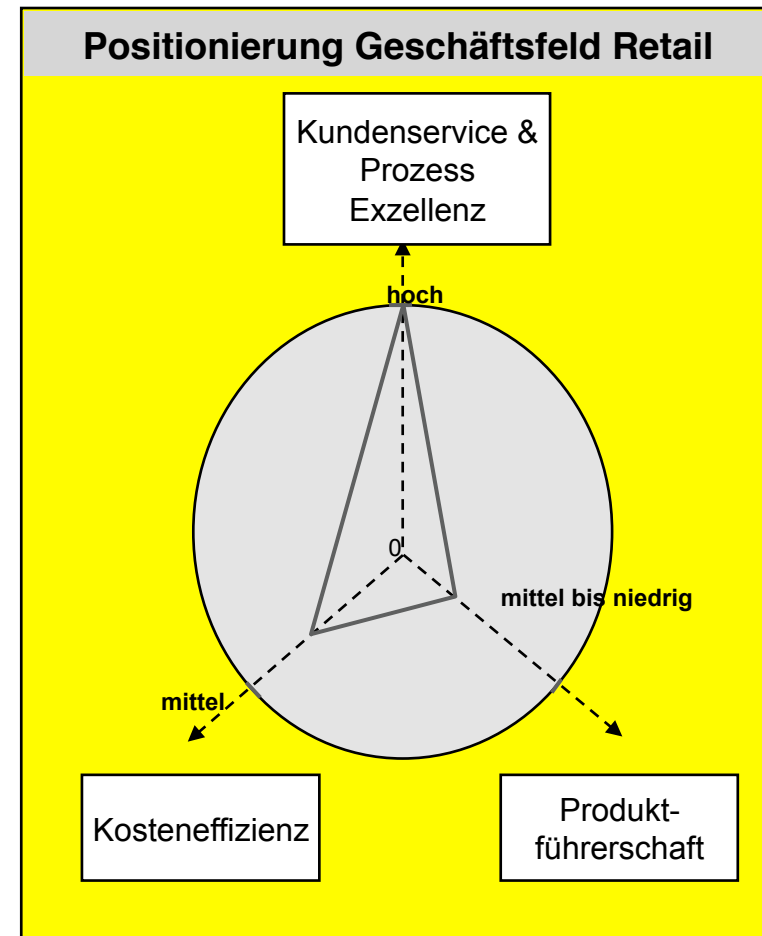 Positionierung Geschäftsfeld Retail
Kundenservice &
Prozess
Exzellenz
hoch
0
mittel bis niedrig
mittel
Kosteneffizienz
Produkt-
führerschaft